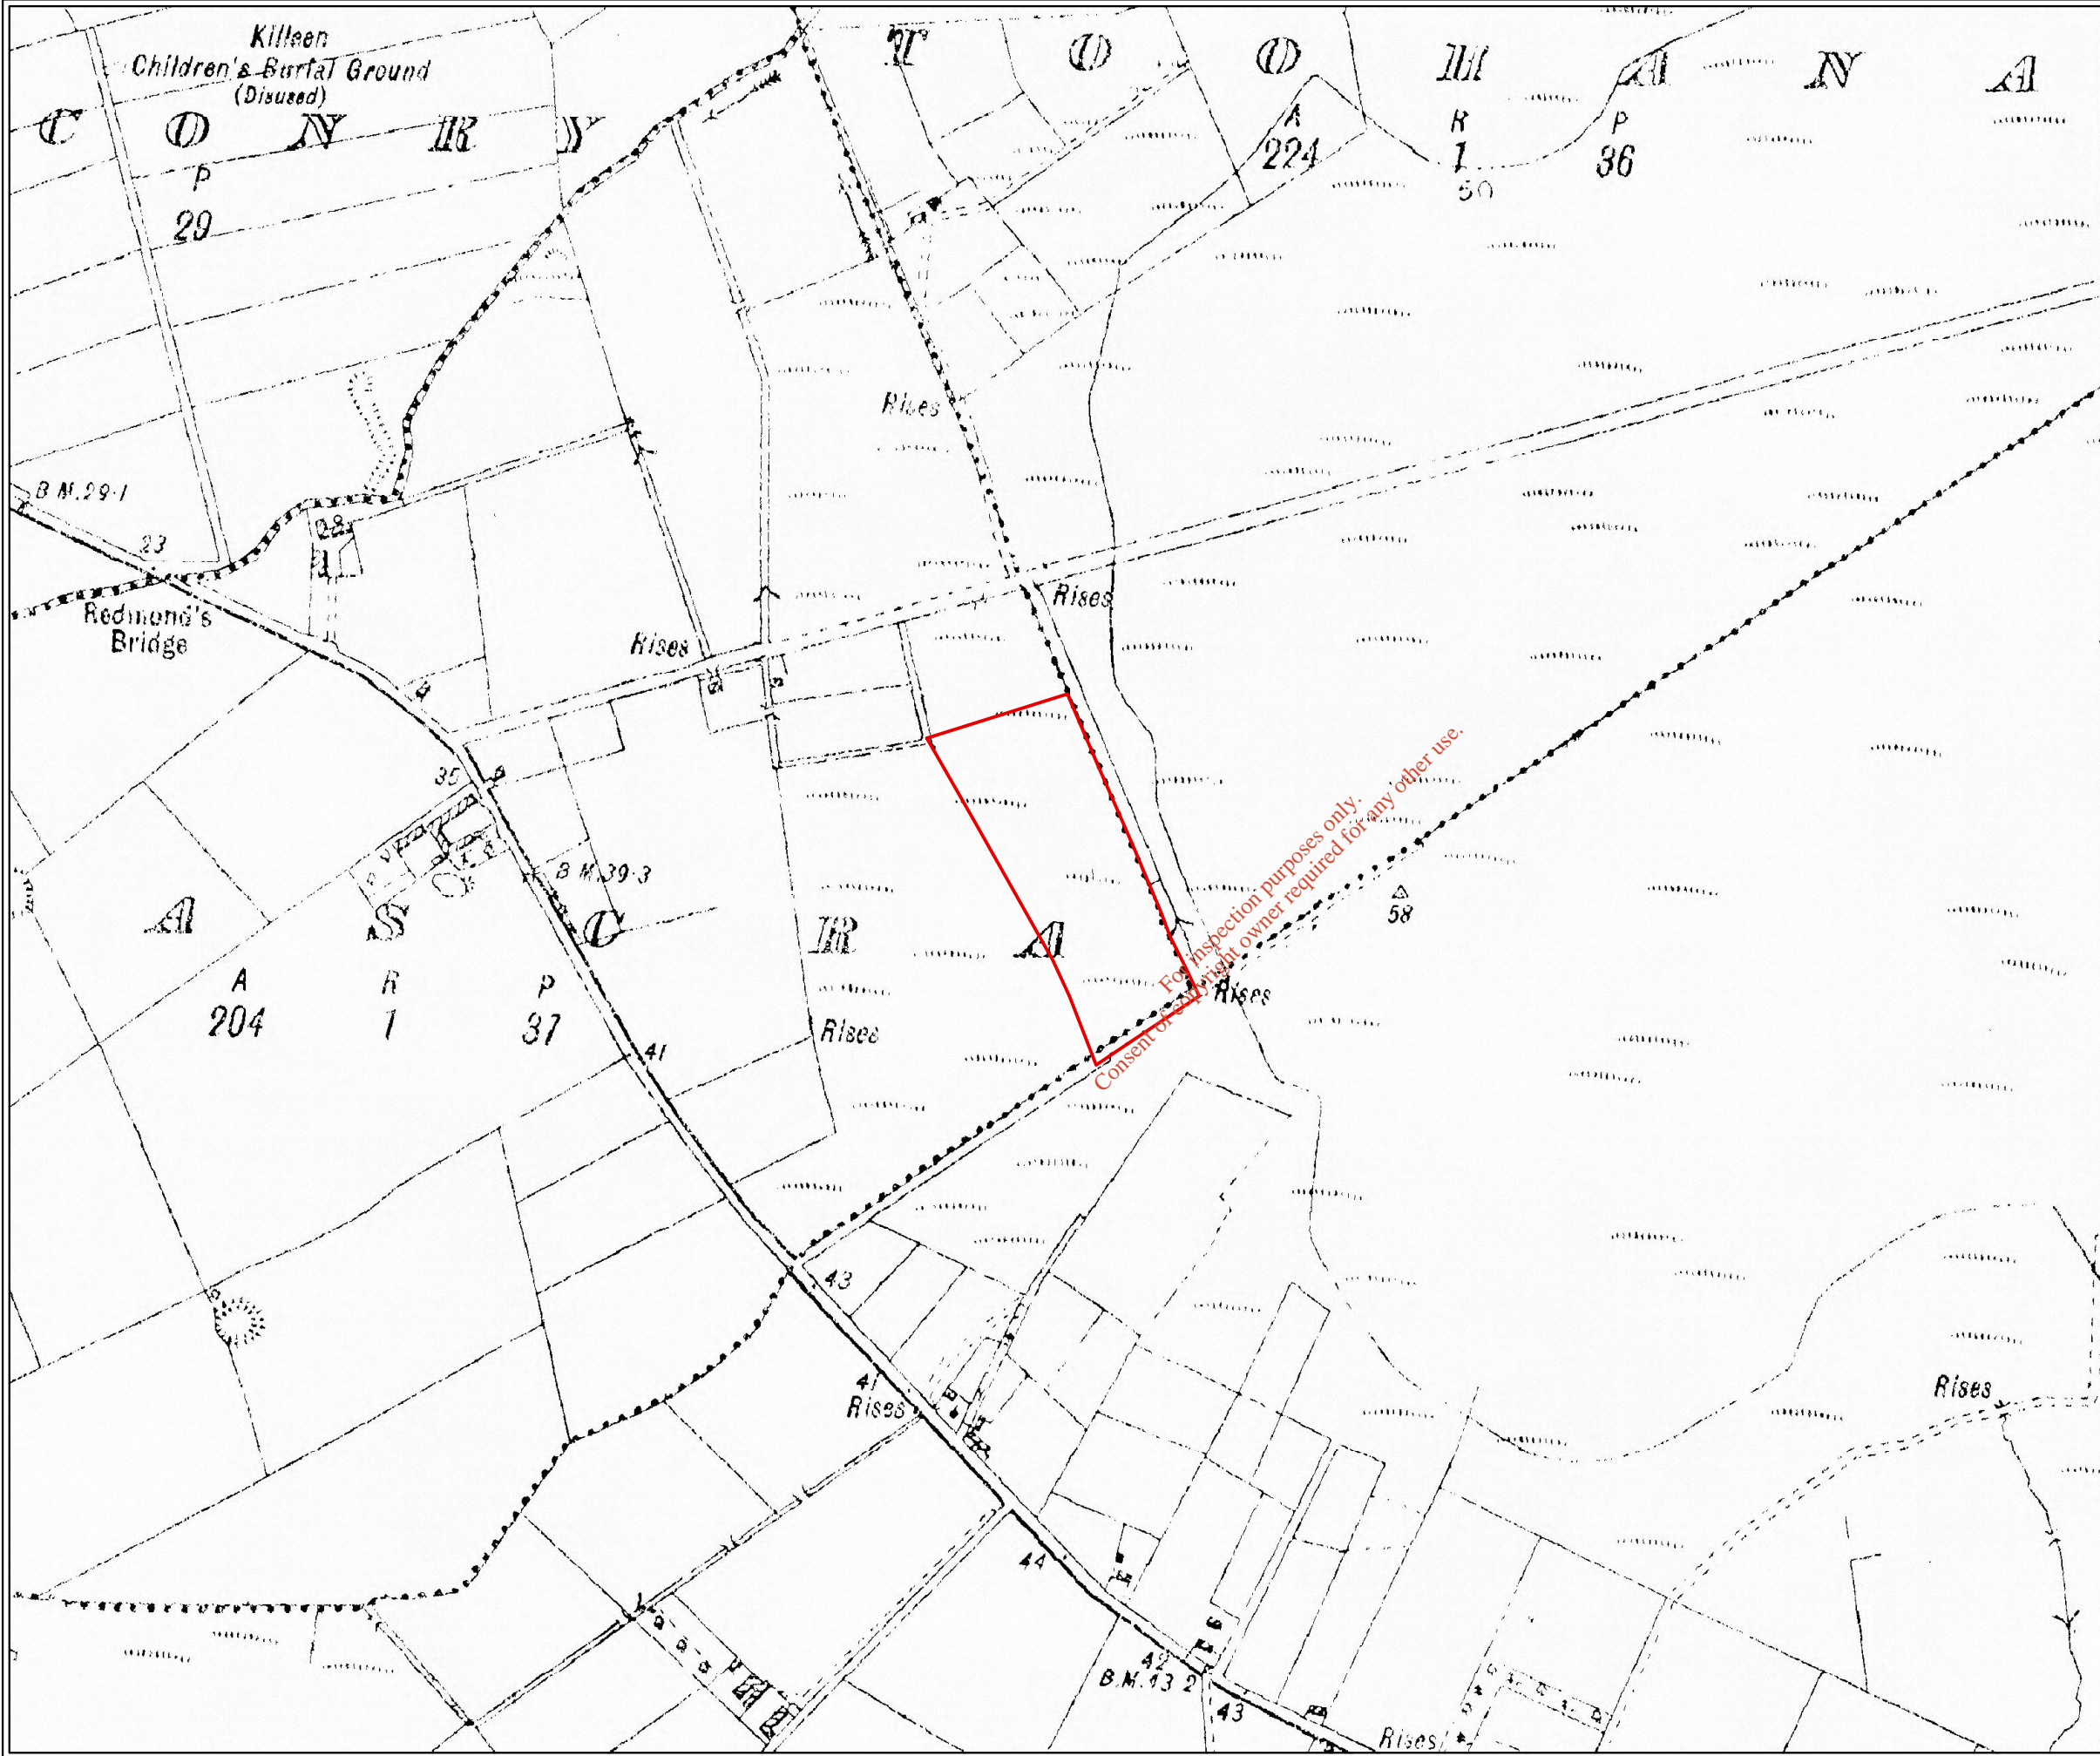 Killeen
Children's Burial Ground
(Disused)
T O O M A N A
C O N R Y
P
29
A R P
224 1 36
50
Rises
B M.29·1
28
23
Redmond's
Bridge
Rises
Rises
35
B M.39·3
A S C R A
58
A R P
204 1 37
Rises
Rises
41
For inspection purposes only.
Consent of copyright owner required for any other use.
43
41
Rises
Rises
44
42
B.M.43 2
43
Rises